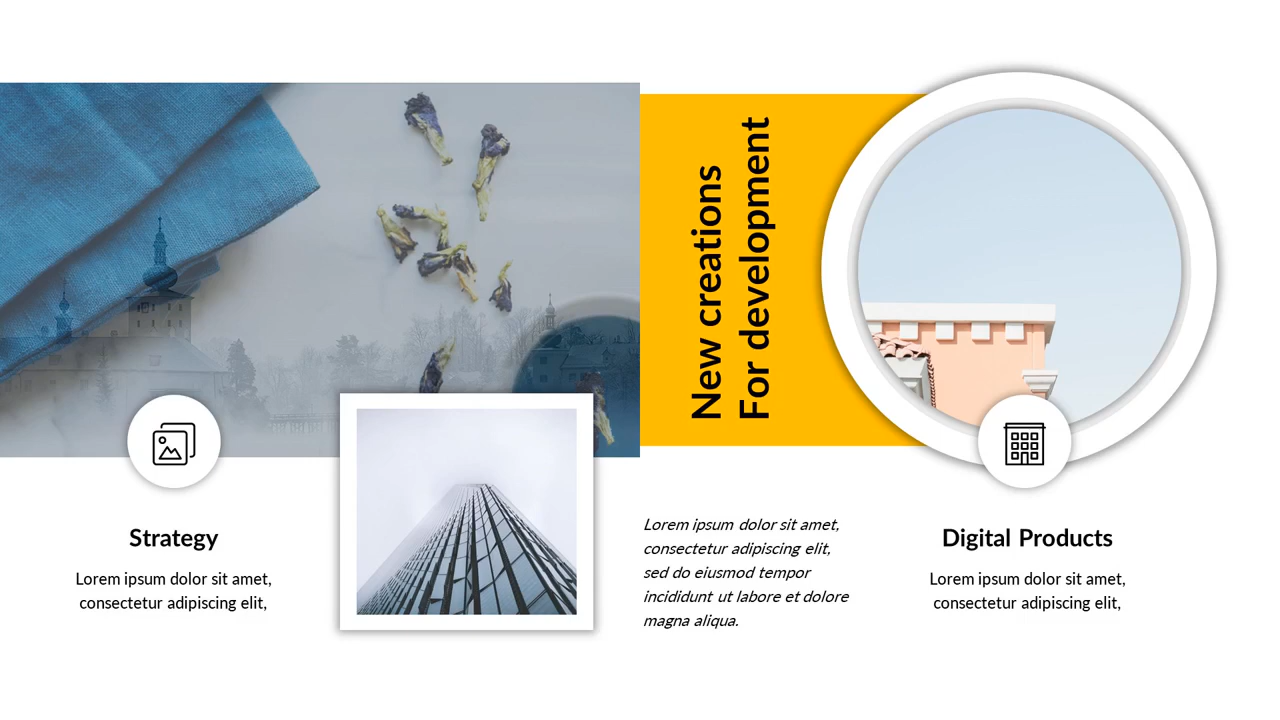 New creations
For development
Strategy
Lorem ipsum dolor sit amet,
consectetur adipiscing elit,
Lorem ipsum dolor sit amet,
consectetur adipiscing elit,
sed do eiusmod tempor
incididunt ut labore et dolore
magna aliqua.
Digital Products
Lorem ipsum dolor sit amet,
consectetur adipiscing elit,